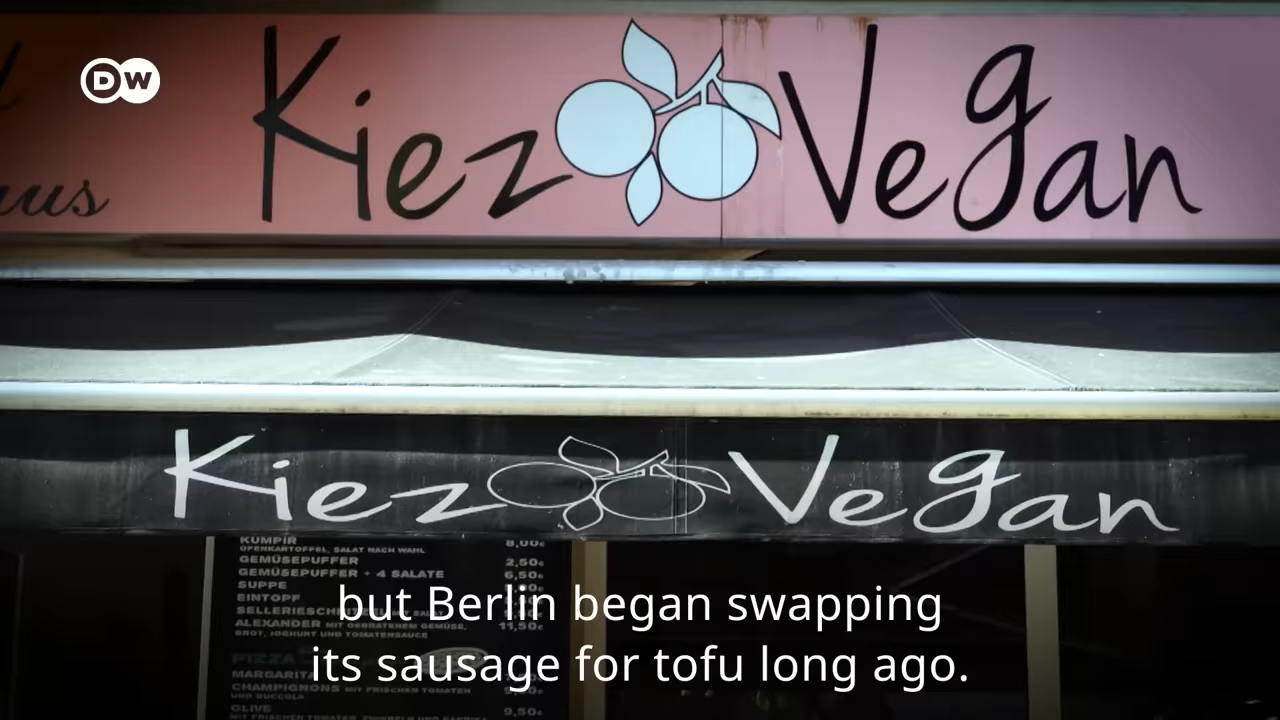 DW
Kiez Vegan
Kiez Vegan
KUMPIR 8,00€
OFENKARTOFFEL, SALAT NACH WAHL
GEMÜSEPUFFER 2,50€
GEMÜSEPUFFER + 4 SALATE 6,50€
SUPPE
EINTOPF
ALEXANDER MIT GEBRATENEM GEMÜSE, 11,50€
BROT, JOGHURT UND TOMATENSAUCE
but Berlin began swapping
its sausage for tofu long ago.
PIZZA
MARGARITA
CHAMPIGNONS MIT FRISCHEN TOMATEN
UND RUCCOLA
OLIVE 9,50€